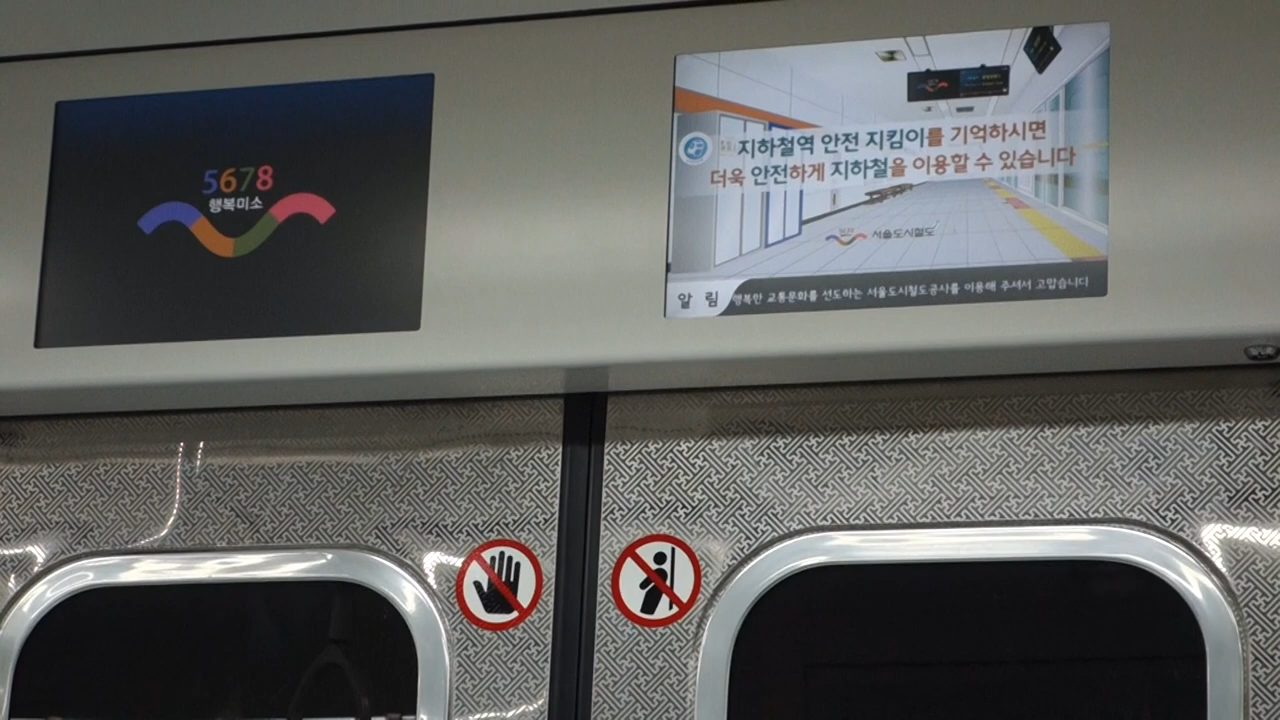 5678
행복미소
지하철역 안전 지킴이를 기억하시면
더욱 안전하게 지하철을 이용할 수 있습니다
서울도시철도
알 림
행복한 교통문화를 선도하는 서울도시철도공사를 이용해 주셔서 고맙습니다